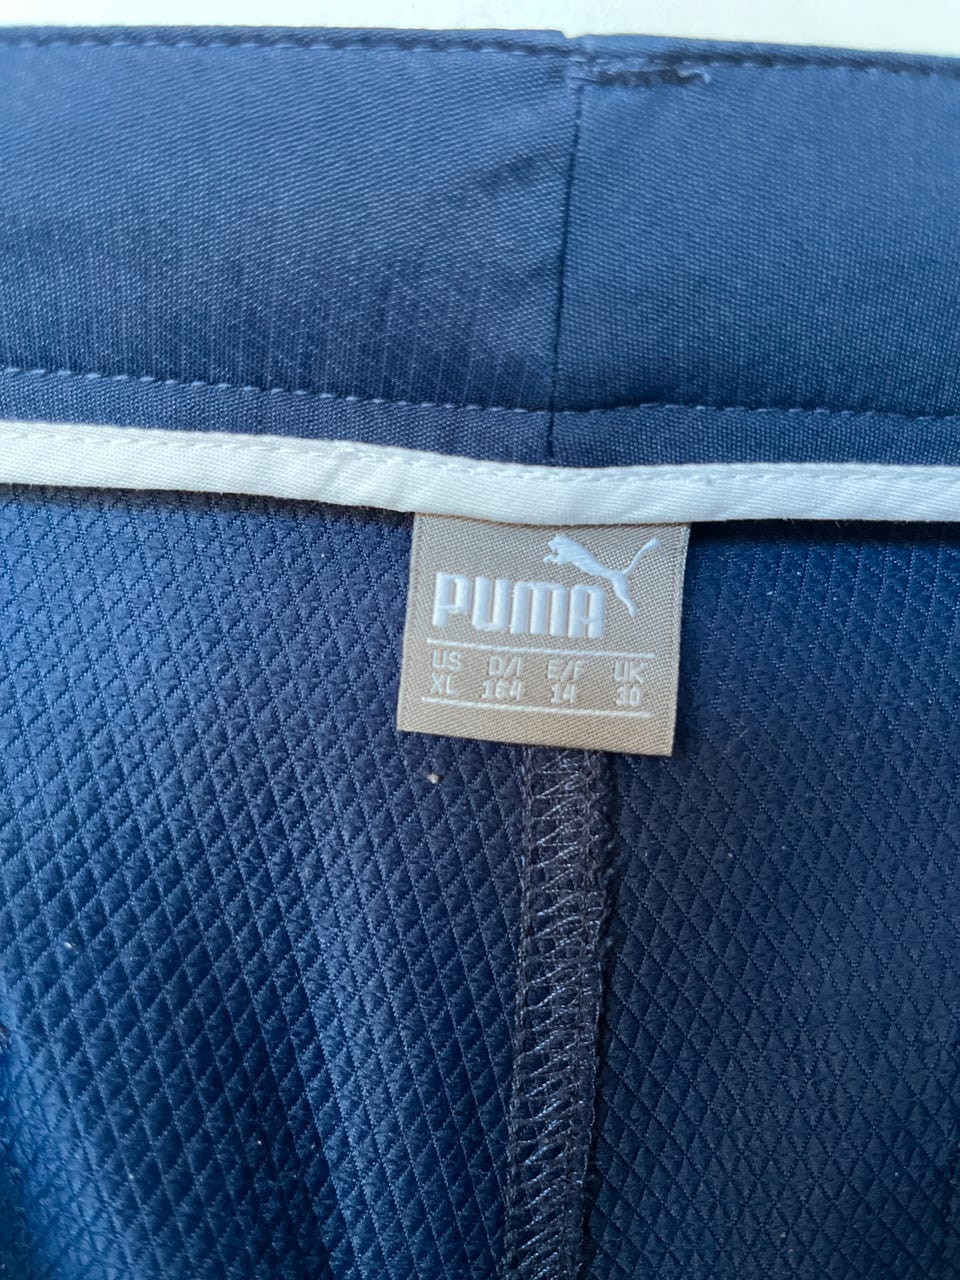 PUMA
US D/I E/F UK
XL 164 14 30